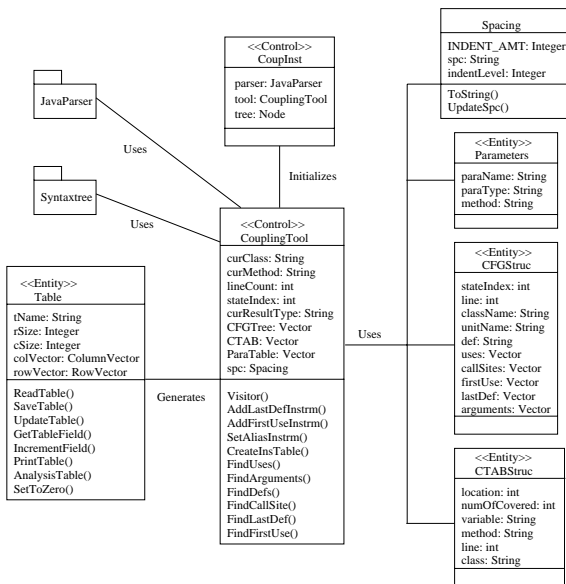 <<Control>>
CoupInst
parser: JavaParser
tool: CouplingTool
tree: Node
JavaParser
Uses
Syntaxtree
Uses
Initializes
<<Control>>
CouplingTool
curClass: String
curMethod: String
lineCount: int
stateIndex: int
curResultType: String
CFGTree: Vector
CTAB: Vector
ParaTable: Vector
spc: Spacing
Visitor()
AddLastDefInstrm()
AddFirstUseInstrm()
SetAliasInstrm()
CreateInsTable()
FindUses()
FindArguments()
FindDefs()
FindCallSite()
FindLastDef()
FindFirstUse()
<<Entity>>
Table
tName: String
rSize: Integer
cSize: Integer
colVector: ColumnVector
rowVector: RowVector
ReadTable()
SaveTable()
UpdateTable()
GetTableField()
IncrementField()
PrintTable()
AnalysisTable()
SetToZero()
Generates
Uses
Spacing
INDENT_AMT: Integer
spc: String
indentLevel: Integer
ToString()
UpdateSpc()
<<Entity>>
Parameters
paraName: String
paraType: String
method: String
<<Entity>>
CFGStruc
stateIndex: int
line: int
className: String
unitName: String
def: String
uses: Vector
callSites: Vector
firstUse: Vector
lastDef: Vector
arguments: Vector
<<Entity>>
CTABStruc
location: int
numOfCovered: int
variable: String
method: String
line: int
class: String